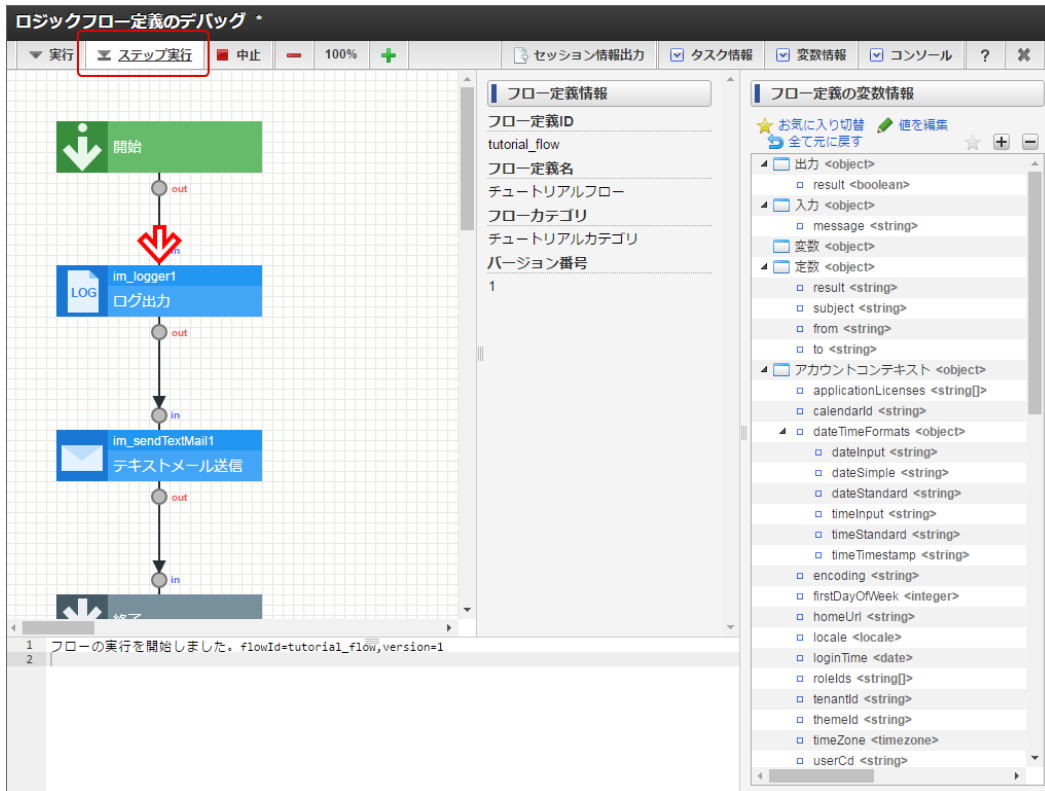 ロジックフロー定義のデバッグ *
実行 ステップ実行 中止 100% セッション情報出力 タスク情報 変数情報 コンソール ?
開始
out
in
im_logger1
LOG
ログ出力
out
in
im_sendTextMail1
テキストメール送信
out
in
終了
フロー定義情報
フロー定義ID
tutorial_flow
フロー定義名
チュートリアルフロー
フローカテゴリ
チュートリアルカテゴリ
バージョン番号
1
フロー定義の変数情報
お気に入り切替 値を編集
全て元に戻す
出力 <object>
result <boolean>
入力 <object>
message <string>
変数 <object>
定数 <object>
result <string>
subject <string>
from <string>
to <string>
アカウントコンテキスト <object>
applicationLicenses <string[]>
calendarId <string>
dateTimeFormats <object>
dateInput <string>
dateSimple <string>
dateStandard <string>
timeInput <string>
timeStandard <string>
timeTimestamp <string>
encoding <string>
firstDayOfWeek <integer>
homeUrl <string>
locale <locale>
loginTime <date>
roleIds <string[]>
tenantId <string>
themeId <string>
timeZone <timezone>
userCd <string>
1 フローの実行を開始しました。flowId=tutorial_flow,version=1
2